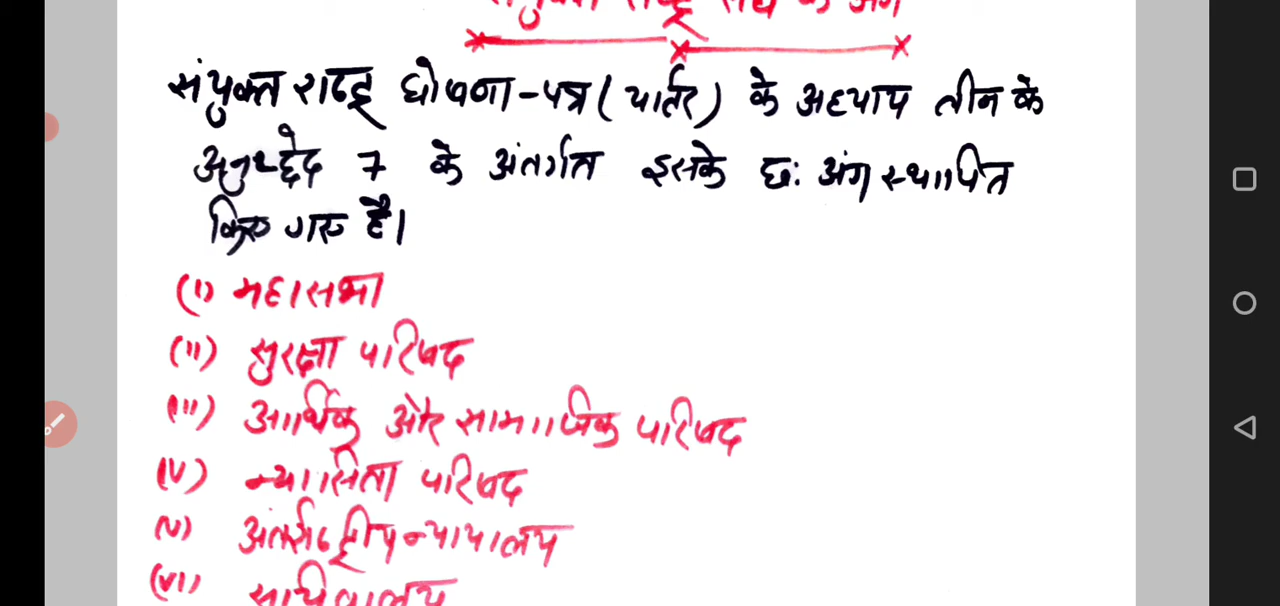 संयुक्त राष्ट्र संघ के अंग
संयुक्त राष्ट्र घोषणा-पत्र (चार्टर) के अध्याय तीन के
अनुच्छेद 7 के अंतर्गत इसके छः अंग स्थापित
किए गए है।
(i) महासभा
(ii) सुरक्षा परिषद
(iii) आर्थिक और सामाजिक परिषद
(iv) न्यासिता परिषद
(v) अंतर्राष्ट्रीय न्यायालय
(vi) सचिवालय